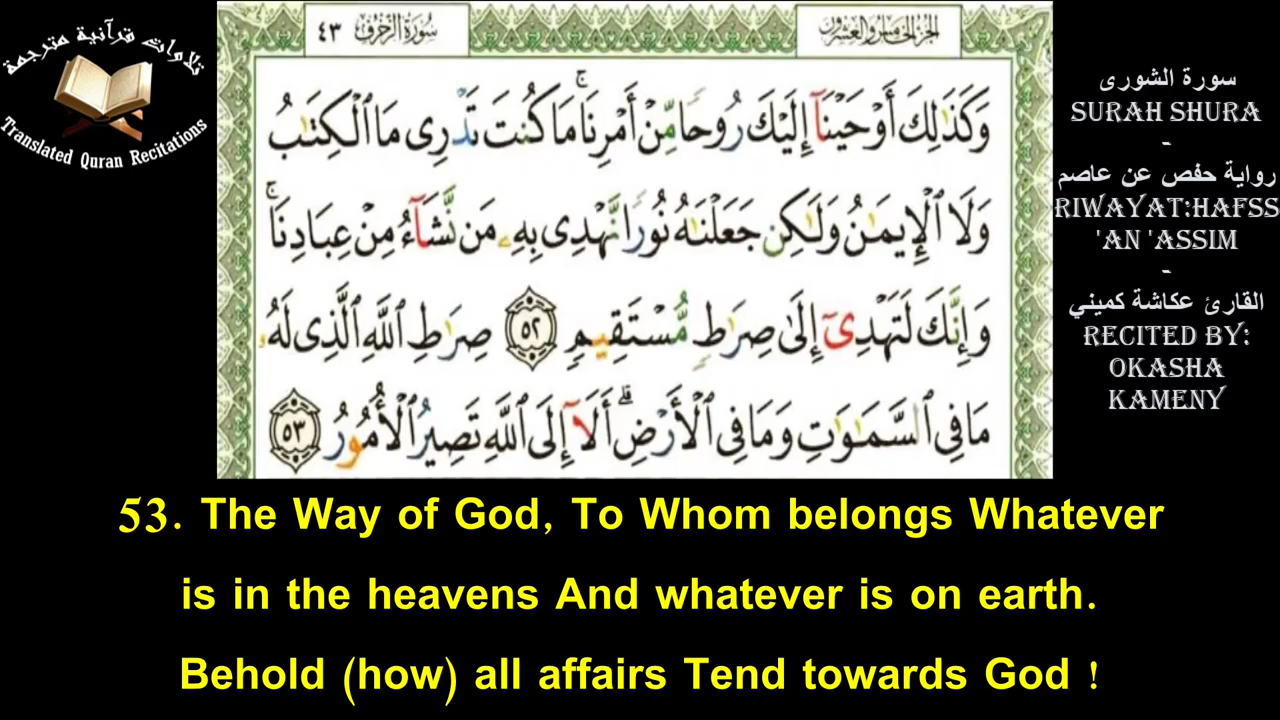 تلاوات قرآنية مترجمة
Translated Quran Recitations
الجزء الخامس والعشرون
سورة الزخرف ٤٣
وَكَذَٰلِكَ أَوْحَيْنَآ إِلَيْكَ رُوحًا مِّنْ أَمْرِنَا ۚ مَا كُنتَ تَدْرِى مَا ٱلْكِتَٰبُ
وَلَا ٱلْإِيمَٰنُ وَلَٰكِن جَعَلْنَٰهُ نُورًا نَّهْدِى بِهِۦ مَن نَّشَآءُ مِنْ عِبَادِنَا ۚ
وَإِنَّكَ لَتَهْدِىٓ إِلَىٰ صِرَٰطٍ مُّسْتَقِيمٍ ٥٢ صِرَٰطِ ٱللَّهِ ٱلَّذِى لَهُۥ
مَا فِى ٱلسَّمَٰوَٰتِ وَمَا فِى ٱلْأَرْضِ ۗ أَلَآ إِلَى ٱللَّهِ تَصِيرُ ٱلْأُمُورُ ٥٣
سورة الشورى
SURAH SHURA
-
رواية حفص عن عاصم
RIWAYAT:HAFSS
'AN 'ASSIM
-
القارئ عكاشة كميني
RECITED BY:
OKASHA
KAMENY
53. The Way of God, To Whom belongs Whatever
is in the heavens And whatever is on earth.
Behold (how) all affairs Tend towards God !